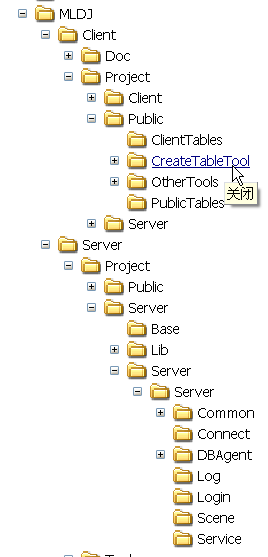 MLDJ
Client
Doc
Project
Client
Public
ClientTables
CreateTableTool
OtherTools
关闭
PublicTables
Server
Server
Project
Public
Server
Base
Lib
Server
Server
Common
Connect
DBAgent
Log
Login
Scene
Service